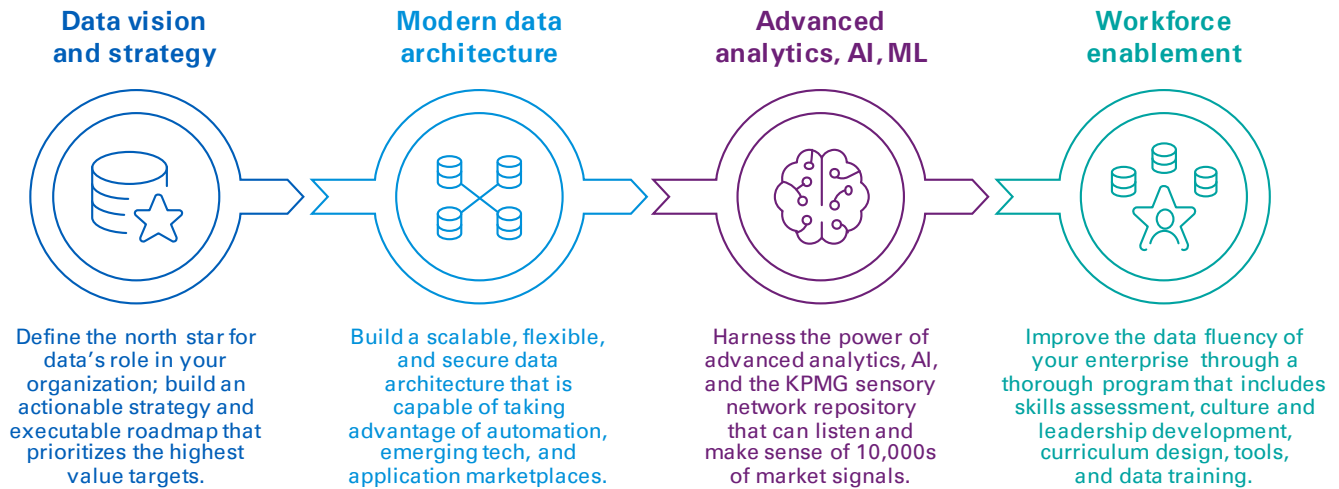 Data vision
and strategy
Define the north star for
data's role in your
organization; build an
actionable strategy and
executable roadmap that
prioritizes the highest
value targets.
Modern data
architecture
Build a scalable, flexible,
and secure data
architecture that is
capable of taking
advantage of automation,
emerging tech, and
application marketplaces.
Advanced
analytics, AI, ML
Harness the power of
advanced analytics, AI,
and the KPMG sensory
network repository
that can listen and
make sense of 10,000s
of market signals.
Workforce
enablement
Improve the data fluency of
your enterprise through a
thorough program that includes
skills assessment, culture and
leadership development,
curriculum design, tools,
and data training.